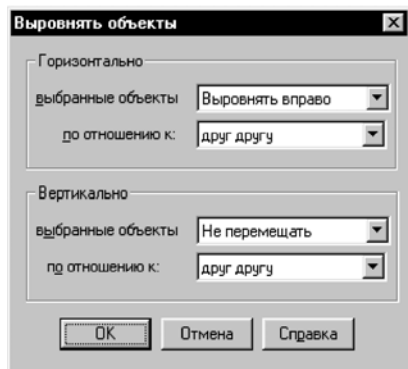 Выровнять объекты
Горизонтально
выбранные объекты Выровнять вправо
по отношению к: друг другу
Вертикально
выбранные объекты Не перемещать
по отношению к: друг другу
OK Отмена Справка